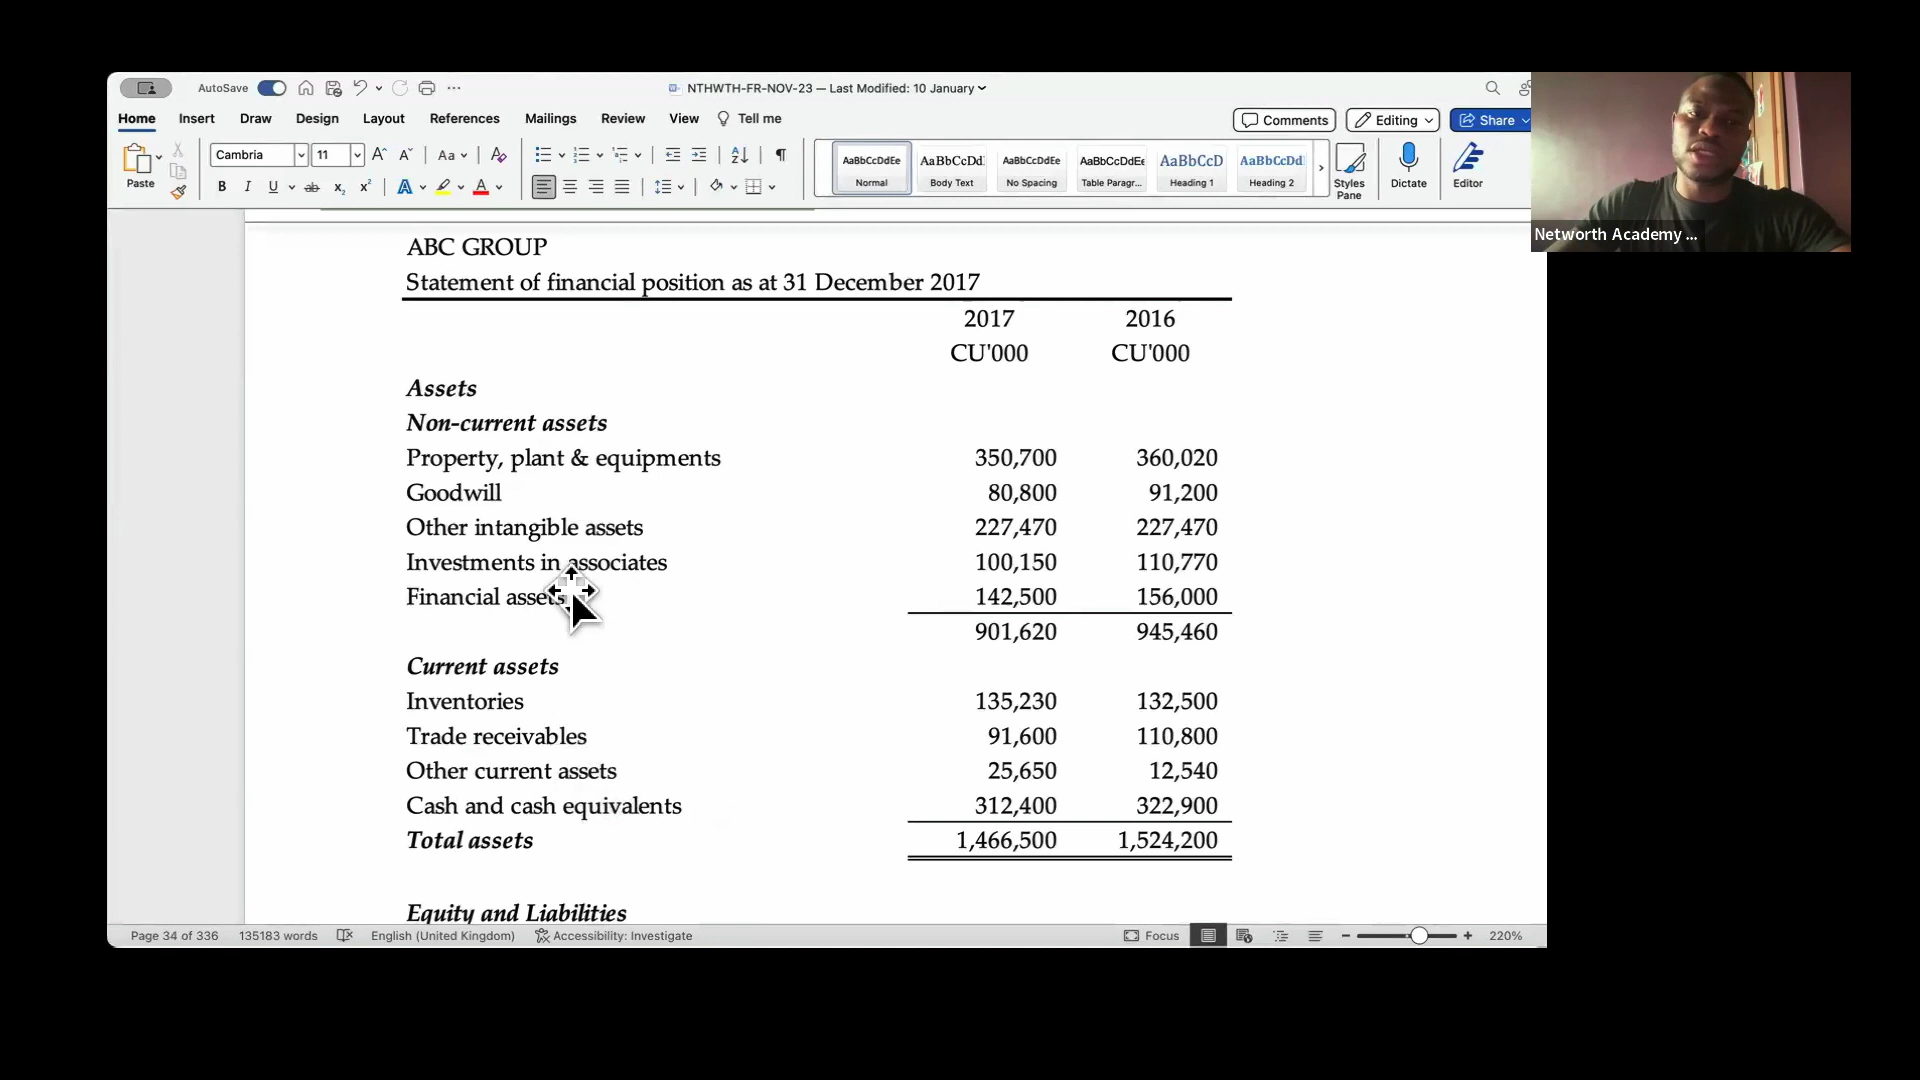 AutoSave
NTHWTH-FR-NOV-23 — Last Modified: 10 January
Home Insert Draw Design Layout References Mailings Review View Tell me
Comments Editing Share
Paste
Cambria 11
AaBbCcDdEe AaBbCcDd AaBbCcDdEe AaBbCcDdEe AaBbCcD AaBbCcDd
Normal Body Text No Spacing Table Paragr... Heading 1 Heading 2
Styles Pane Dictate Editor
Networth Academy ...
ABC GROUP
Statement of financial position as at 31 December 2017
2017 2016
CU'000 CU'000
Assets
Non-current assets
Property, plant & equipments 350,700 360,020
Goodwill 80,800 91,200
Other intangible assets 227,470 227,470
Investments in associates 100,150 110,770
Financial assets 142,500 156,000
901,620 945,460
Current assets
Inventories 135,230 132,500
Trade receivables 91,600 110,800
Other current assets 25,650 12,540
Cash and cash equivalents 312,400 322,900
Total assets 1,466,500 1,524,200
Equity and Liabilities
Page 34 of 336 135183 words English (United Kingdom) Accessibility: Investigate Focus 220%